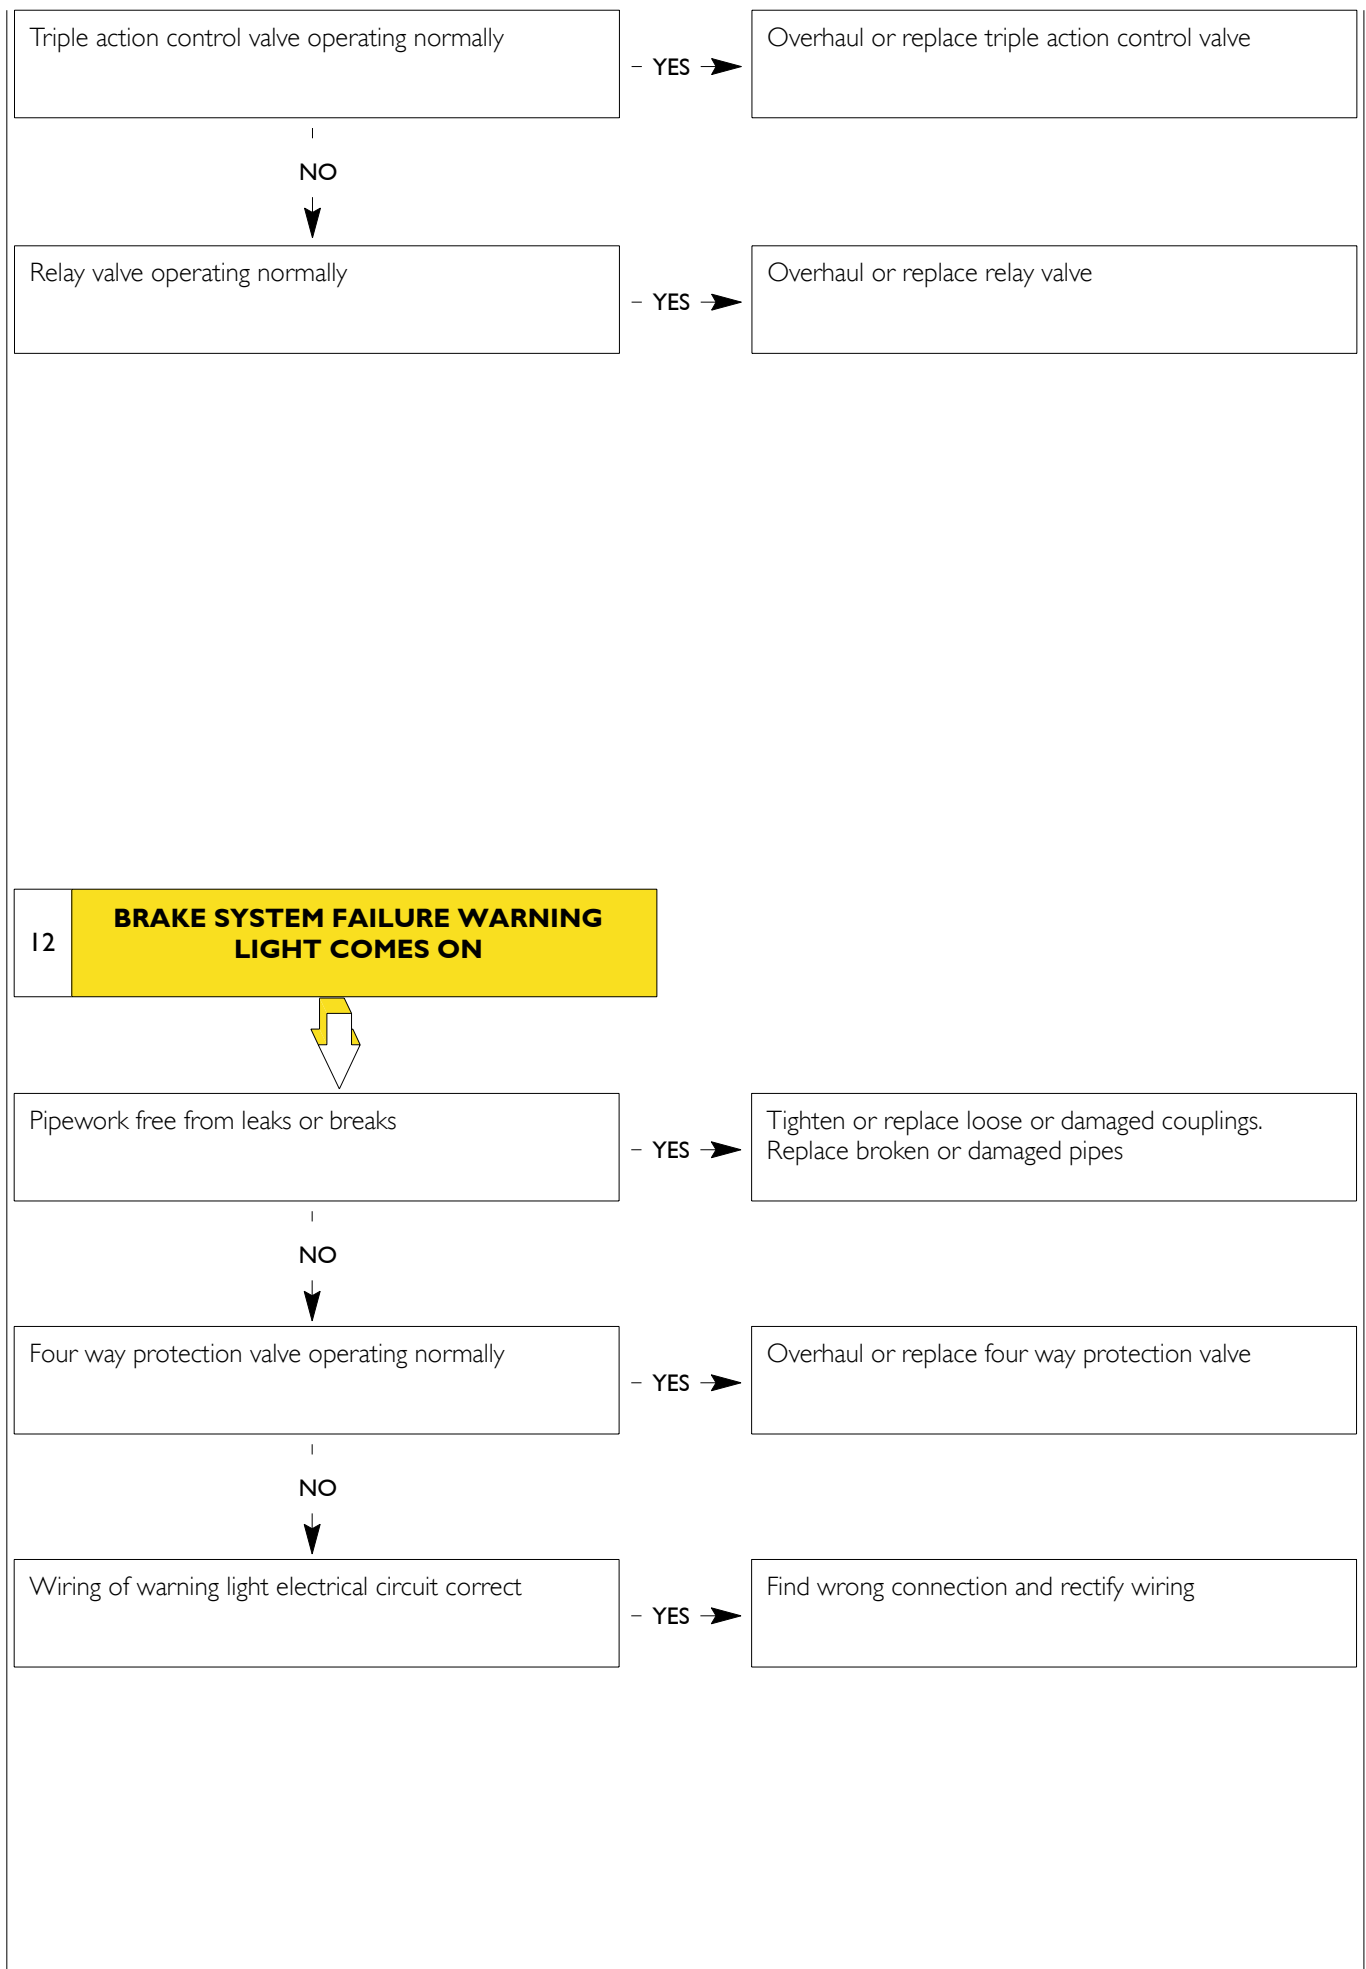 Triple action control valve operating normally
YES
Overhaul or replace triple action control valve
NO
Relay valve operating normally
YES
Overhaul or replace relay valve
12
BRAKE SYSTEM FAILURE WARNING
LIGHT COMES ON
Pipework free from leaks or breaks
YES
Tighten or replace loose or damaged couplings.
Replace broken or damaged pipes
NO
Four way protection valve operating normally
YES
Overhaul or replace four way protection valve
NO
Wiring of warning light electrical circuit correct
YES
Find wrong connection and rectify wiring